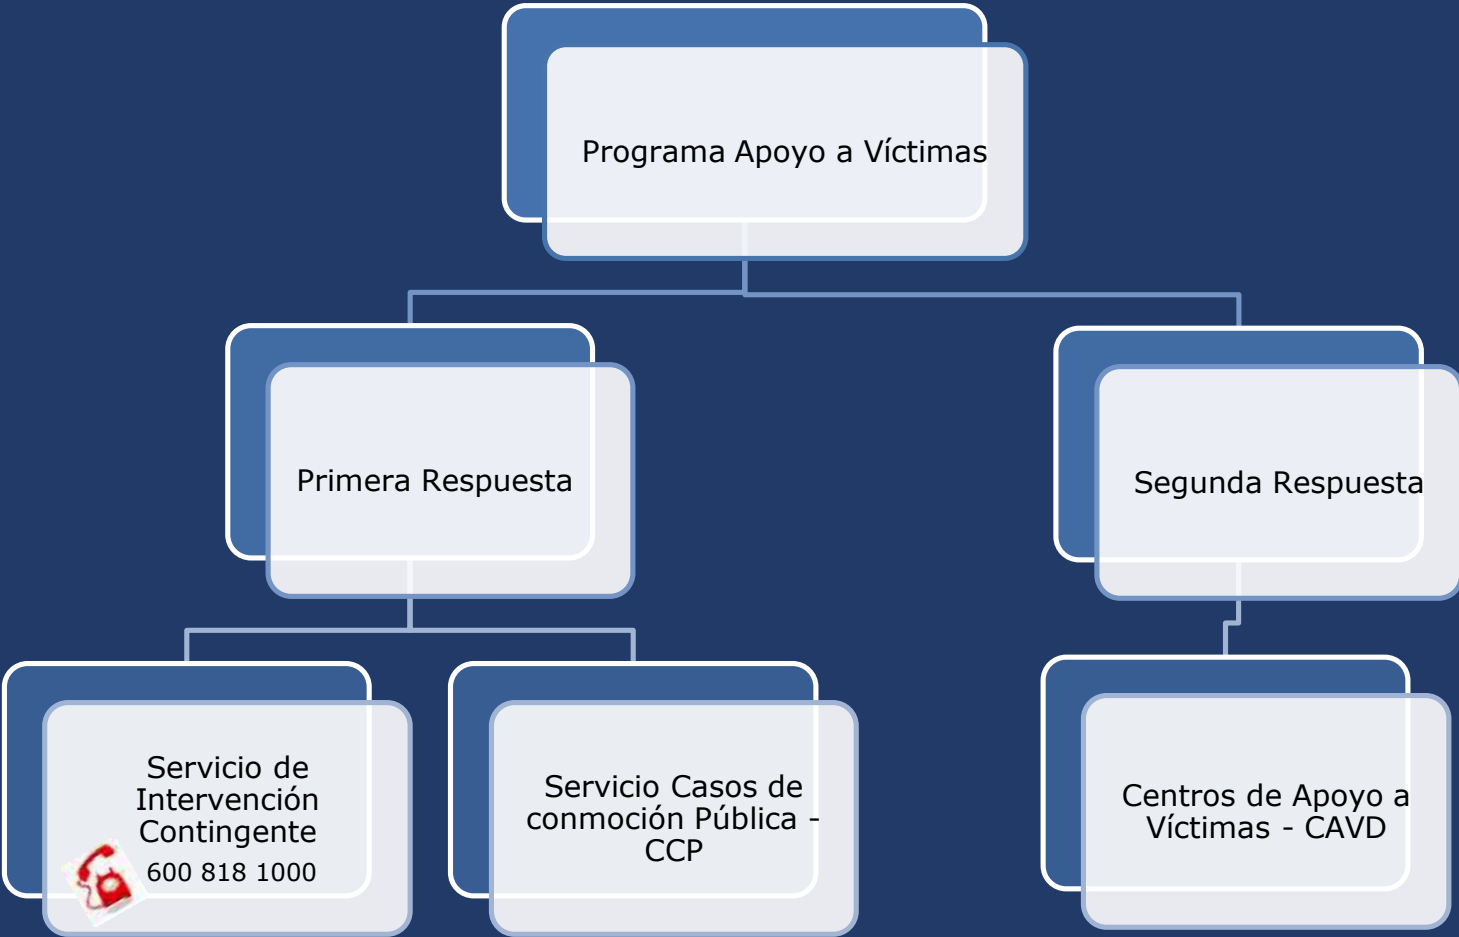 Programa Apoyo a Víctimas
Primera Respuesta
Segunda Respuesta
Servicio de
Intervención
Contingente
600 818 1000
Servicio Casos de
conmoción Pública -
CCP
Centros de Apoyo a
Víctimas - CAVD